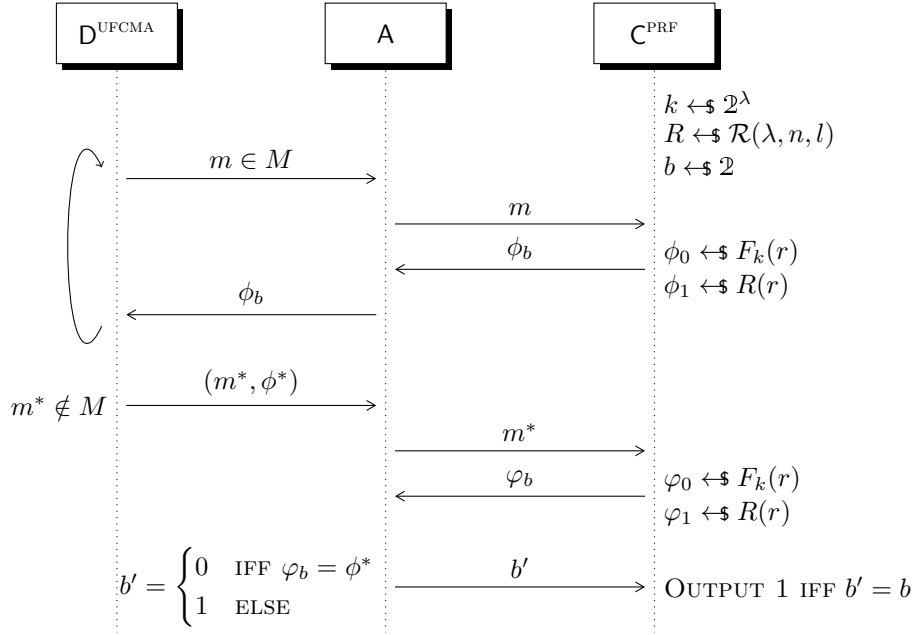 D^UFCMA A C^PRF
k ←$ 𝟚^λ
R ←$ 𝓡(λ, n, l)
b ←$ 𝟚
m ∈ M
m
ϕ_b
ϕ_0 ←$ F_k(r)
ϕ_1 ←$ R(r)
ϕ_b
m* ∉ M
(m*, ϕ*)
m*
φ_b
φ_0 ←$ F_k(r)
φ_1 ←$ R(r)
b′ = { 0 IFF φ_b = ϕ*
1 ELSE
b′
OUTPUT 1 IFF b′ = b